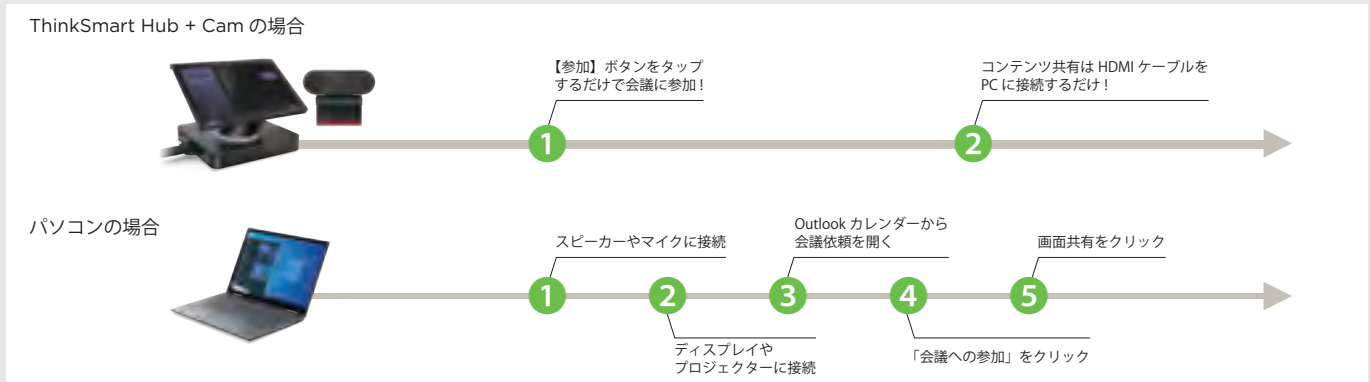 ThinkSmart Hub + Cam の場合
【参加】ボタンをタップ
するだけで会議に参加！
コンテンツ共有は HDMI ケーブルを
PC に接続するだけ！
1
2
パソコンの場合
スピーカーやマイクに接続
Outlook カレンダーから
会議依頼を開く
画面共有をクリック
1
2
3
4
5
ディスプレイや
プロジェクターに接続
「会議への参加」をクリック